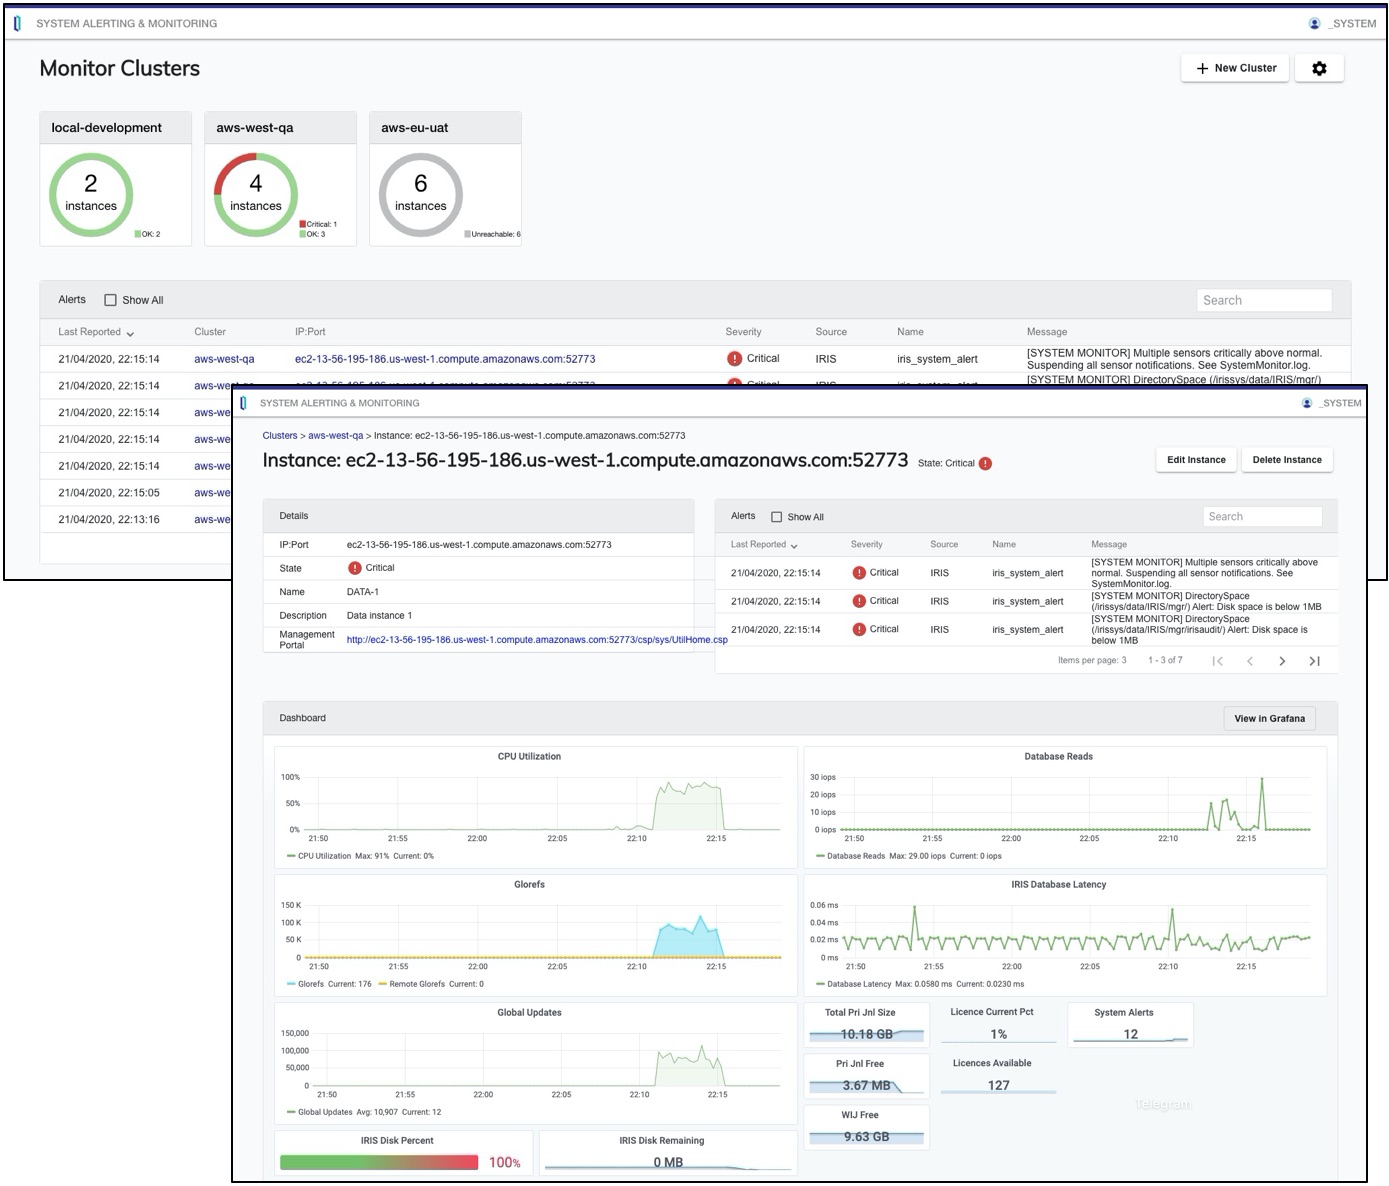 SYSTEM ALERTING & MONITORING
_SYSTEM
Monitor Clusters
New Cluster
local-development
aws-west-qa
aws-eu-uat
2
instances
OK: 2
4
instances
Critical: 1
OK: 3
6
instances
Unreachable: 6
Alerts Show All Search
Last Reported Cluster IP:Port Severity Source Name Message
21/04/2020, 22:15:14 aws-west-qa ec2-13-56-195-186.us-west-1.compute.amazonaws.com:52773 Critical IRIS iris_system_alert [SYSTEM MONITOR] Multiple sensors critically above normal.
Suspending all sensor notifications. See SystemMonitor.log.
21/04/2020, 22:15:14 [SYSTEM MONITOR] DirectorySpace (/irissys/data/IRIS/mgr/)
21/04/2020, 22:15:14 aws-we
21/04/2020, 22:15:14 aws-we
21/04/2020, 22:15:14 aws-we
21/04/2020, 22:15:05 aws-we
21/04/2020, 22:13:16 aws-we
SYSTEM ALERTING & MONITORING
_SYSTEM
Clusters > aws-west-qa > Instance: ec2-13-56-195-186.us-west-1.compute.amazonaws.com:52773
Instance: ec2-13-56-195-186.us-west-1.compute.amazonaws.com:52773 State: Critical
Edit Instance
Delete Instance
Details
IP:Port ec2-13-56-195-186.us-west-1.compute.amazonaws.com:52773
State Critical
Name DATA-1
Description Data instance 1
Management
Portal
http://ec2-13-56-195-186.us-west-1.compute.amazonaws.com:52773/csp/sys/UtilHome.csp
Alerts Show All Search
Last Reported Severity Source Name Message
21/04/2020, 22:15:14 Critical IRIS iris_system_alert [SYSTEM MONITOR] Multiple sensors critically above
normal. Suspending all sensor notifications. See
SystemMonitor.log.
21/04/2020, 22:15:14 Critical IRIS iris_system_alert [SYSTEM MONITOR] DirectorySpace
(/irissys/data/IRIS/mgr/) Alert: Disk space is below 1MB
21/04/2020, 22:15:14 Critical IRIS iris_system_alert [SYSTEM MONITOR] DirectorySpace
(/irissys/data/IRIS/mgr/irisaudit/) Alert: Disk space is
below 1MB
Items per page: 3 1 - 3 of 7
Dashboard
View in Grafana
CPU Utilization
100%
50%
0%
21:50 21:55 22:00 22:05 22:10 22:15
CPU Utilization Max: 91% Current: 0%
Database Reads
30 iops
20 iops
10 iops
0 iops
21:50 21:55 22:00 22:05 22:10 22:15
Database Reads Max: 29.00 iops Current: 0 iops
Glorefs
150 K
100 K
50 K
0
21:50 21:55 22:00 22:05 22:10 22:15
Glorefs Current: 176 Remote Glorefs Current: 0
IRIS Database Latency
0.06 ms
0.04 ms
0.02 ms
0 ms
21:50 21:55 22:00 22:05 22:10 22:15
Database Latency Max: 0.0580 ms Current: 0.0230 ms
Global Updates
150,000
100,000
50,000
0
21:50 21:55 22:00 22:05 22:10 22:15
Global Updates Avg: 10,907 Current: 12
Total Pri Jnl Size
10.18 GB
Licence Current Pct
1%
System Alerts
12
Pri Jnl Free
3.67 MB
Licences Available
127
WIJ Free
9.63 GB
Telegram
IRIS Disk Percent
100%
IRIS Disk Remaining
0 MB